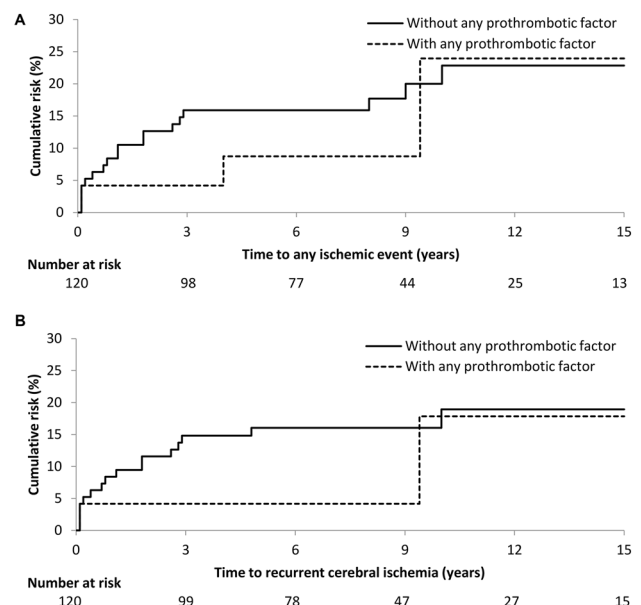 A
30
25
20
15
10
5
0
Cumulative risk (%)
Without any prothrombotic factor
With any prothrombotic factor
0 3 6 9 12 15
Time to any ischemic event (years)
Number at risk
120 98 77 44 25 13
B
30
25
20
15
10
5
0
Cumulative risk (%)
Without any prothrombotic factor
With any prothrombotic factor
0 3 6 9 12 15
Time to recurrent cerebral ischemia (years)
Number at risk
120 99 78 47 27 15